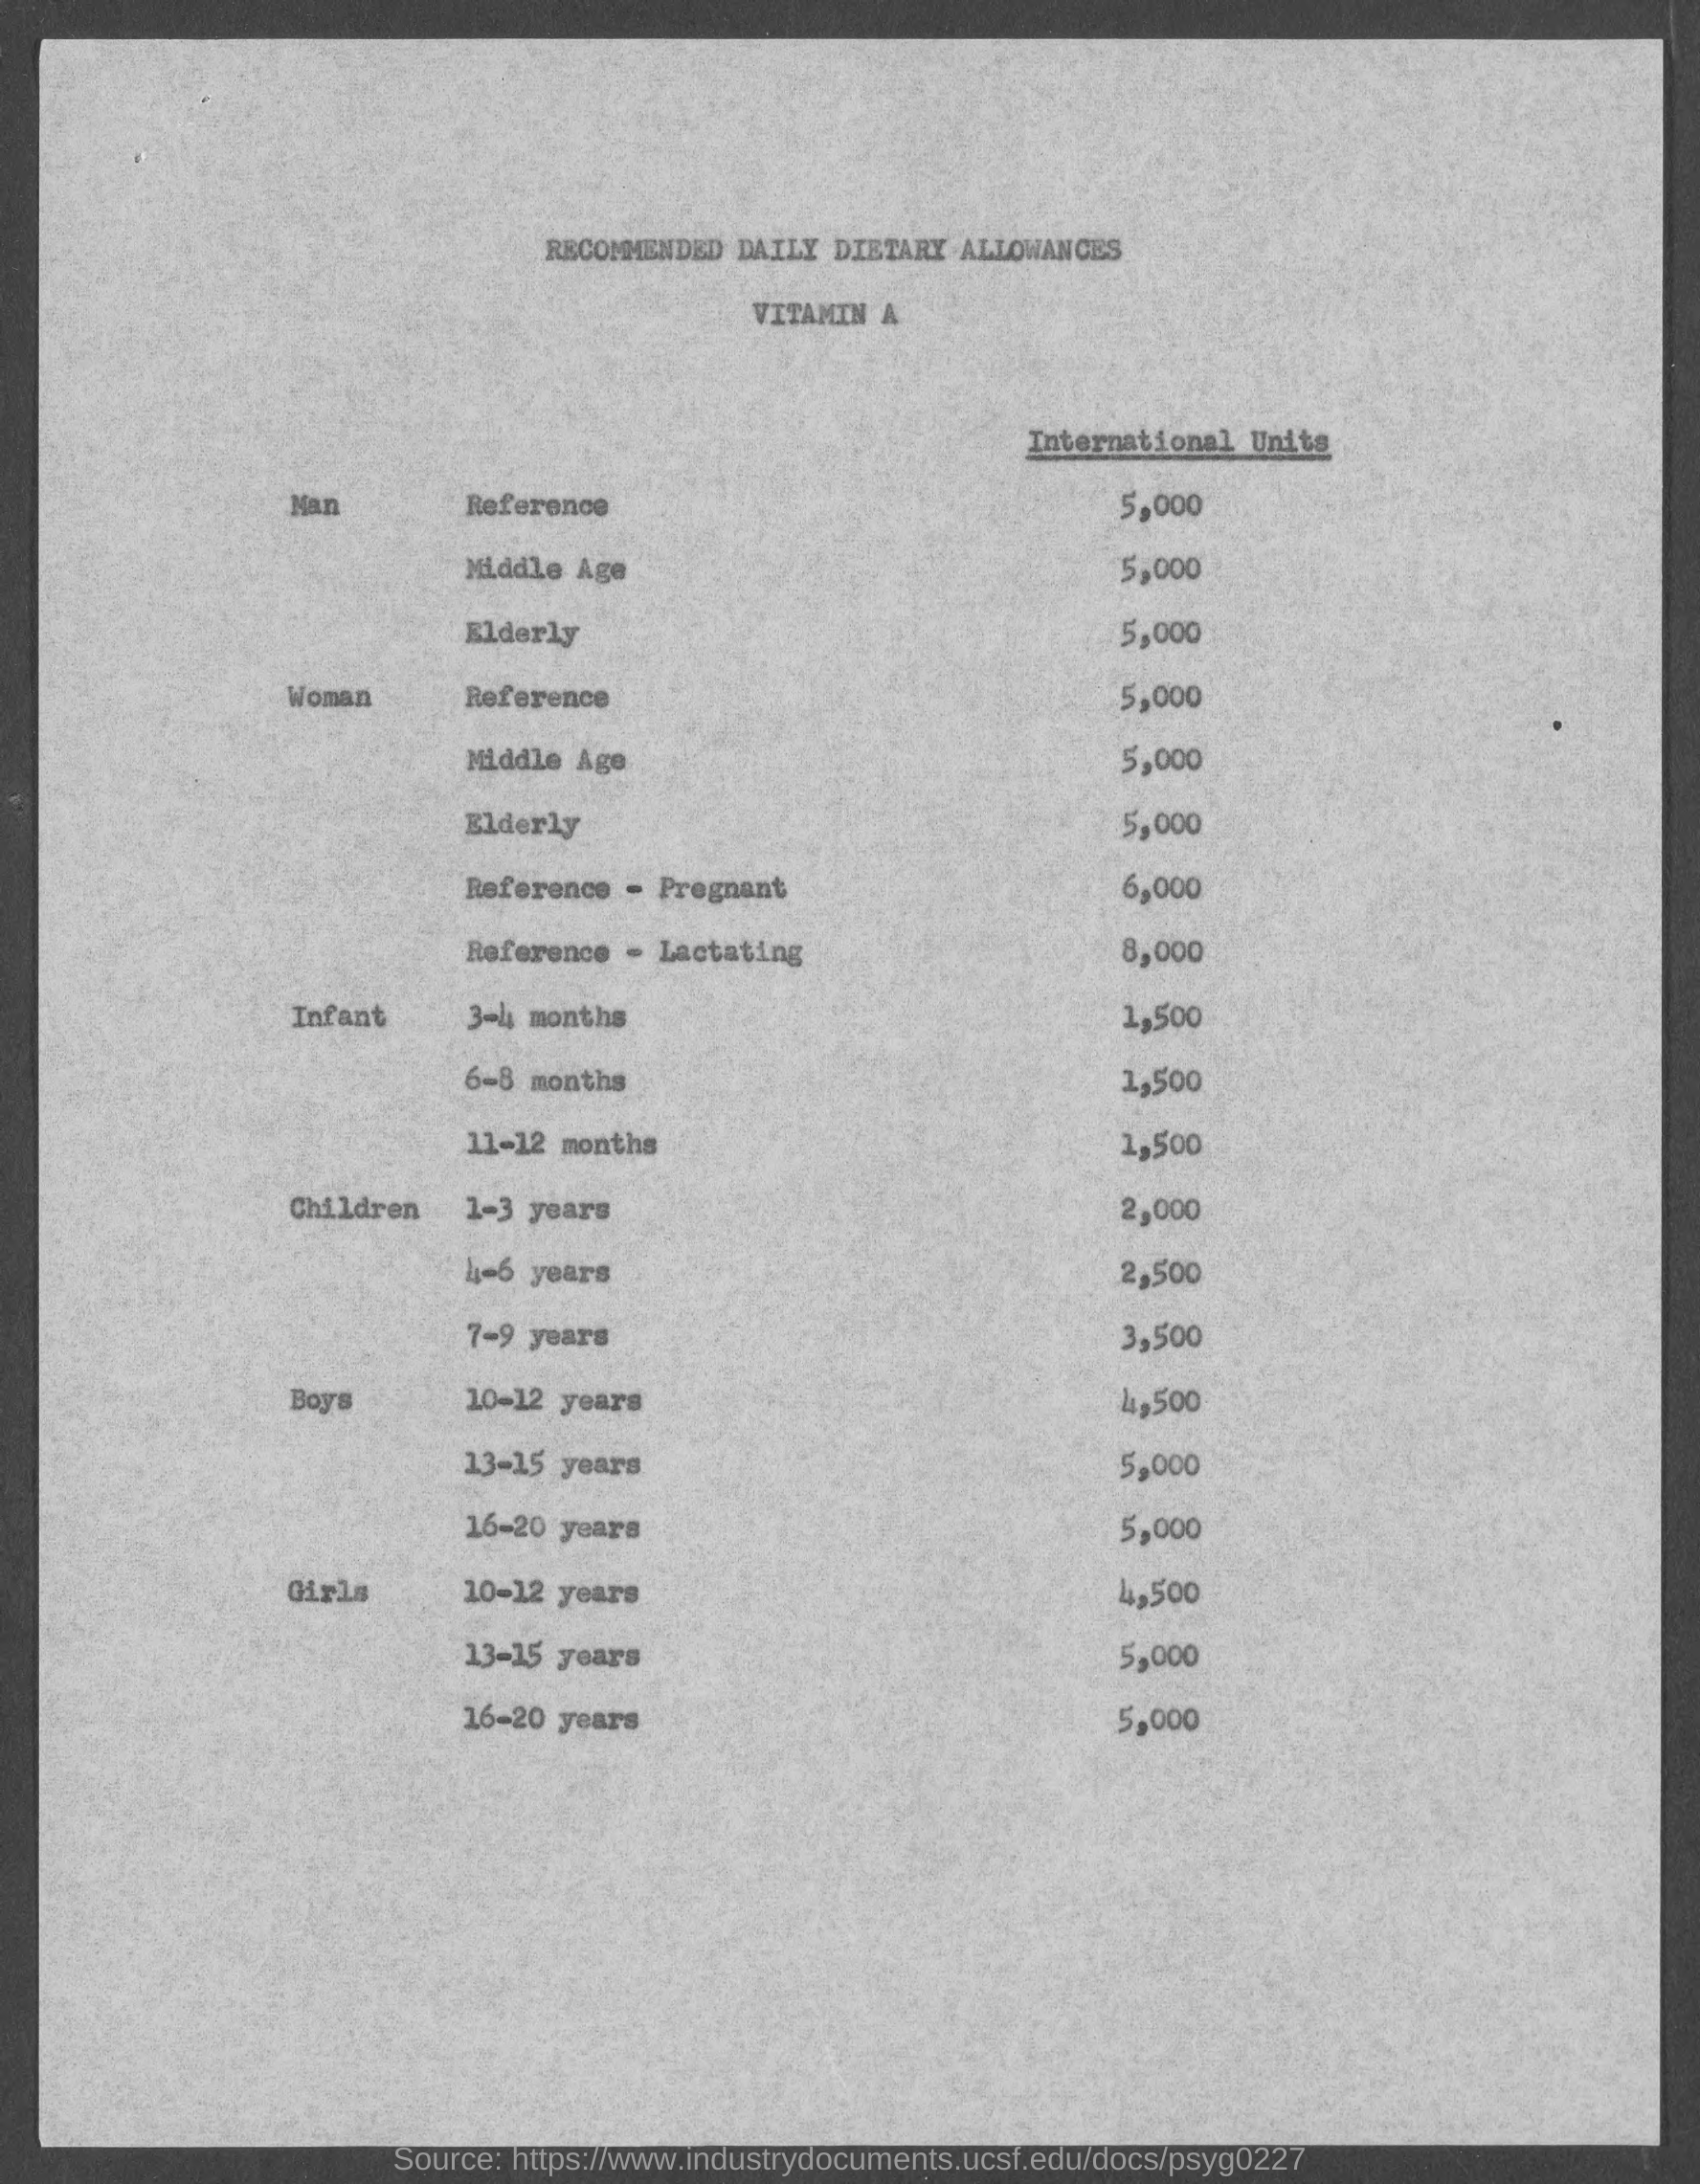 RECOMMENDED DAILY DIETARY ALLOWANCES
VITAMIN A
International Units
Man Reference 5,000
Middle Age 5,000
Elderly 5,000
Woman Reference 5,000
Middle Age 5,000
Elderly 5,000
Reference - Pregnant 6,000
Reference - Lactating 8,000
Infant 3-4 months 1,500
6-8 months 1,500
11-12 months 1,500
Children 1-3 years 2,000
4-6 years 2,500
7-9 years 3,500
Boys 10-12 years 4,500
13-15 years 5,000
16-20 years 5,000
Girls 10-12 years 4,500
13-15 years 5,000
16-20 years 5,000
Source: https://www.industrydocuments.ucsf.edu/docs/psyg0227